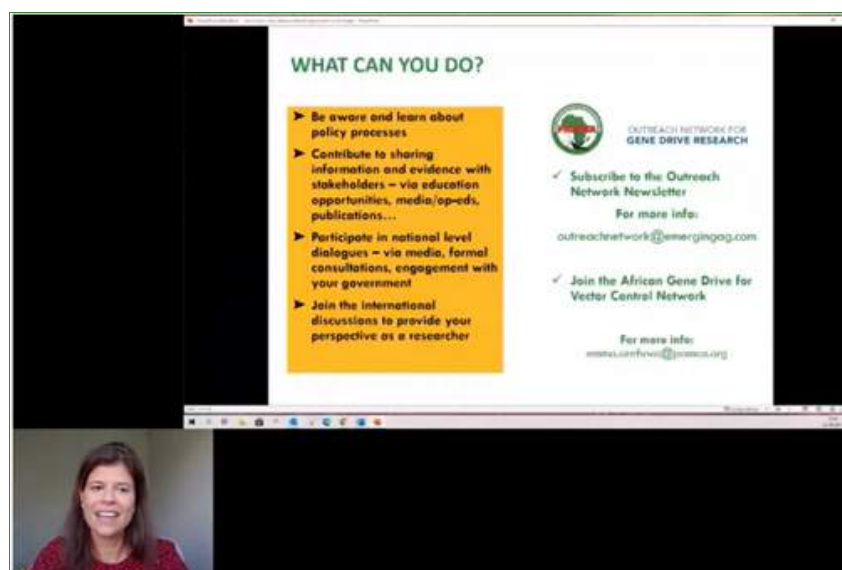 WHAT CAN YOU DO?
➤ Be aware and learn about
policy processes
➤ Contribute to sharing
information and evidence with
stakeholders – via education
opportunities, media/op-eds,
publications…
➤ Participate in national level
dialogues – via media, formal
consultations, engagement with
your government
➤ Join the international
discussions to provide your
perspective as a researcher
OUTREACH NETWORK FOR
GENE DRIVE RESEARCH
✓ Subscribe to the Outreach
Network Newsletter
For more info:
outreachnetwork@emergingag.com
✓ Join the African Gene Drive for
Vector Control Network
For more info: